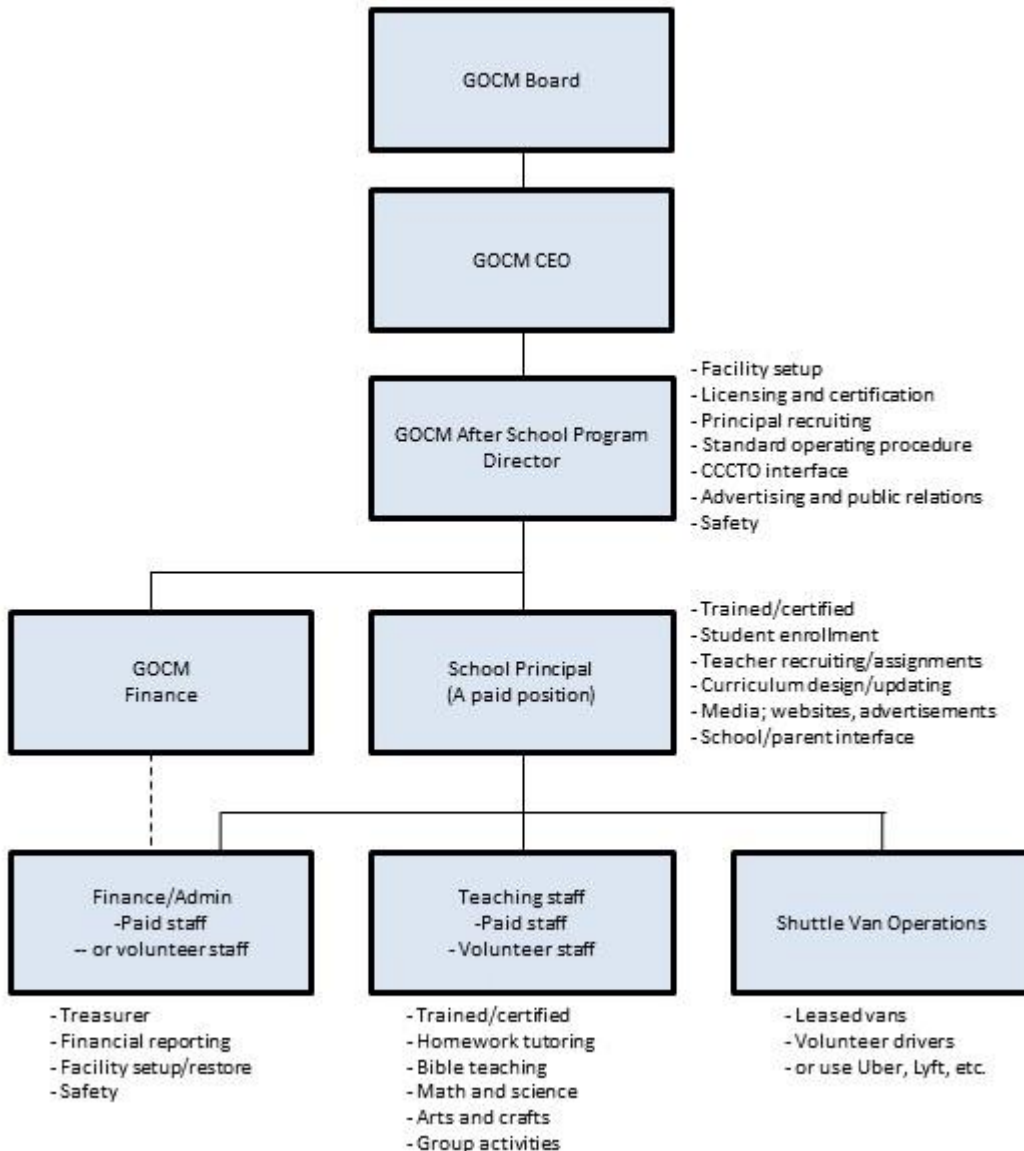 GOCM Board
GOCM CEO
GOCM After School Program
Director
- Facility setup
- Licensing and certification
- Principal recruiting
- Standard operating procedure
- CCCTO interface
- Advertising and public relations
- Safety
GOCM
Finance
School Principal
(A paid position)
- Trained/certified
- Student enrollment
- Teacher recruiting/assignments
- Curriculum design/updating
- Media; websites, advertisements
- School/parent interface
Finance/Admin
-Paid staff
-- or volunteer staff
Teaching staff
-Paid staff
- Volunteer staff
Shuttle Van Operations
- Treasurer
- Financial reporting
- Facility setup/restore
- Safety
- Trained/certified
- Homework tutoring
- Bible teaching
- Math and science
- Arts and crafts
- Group activities
- Leased vans
- Volunteer drivers
- or use Uber, Lyft, etc.